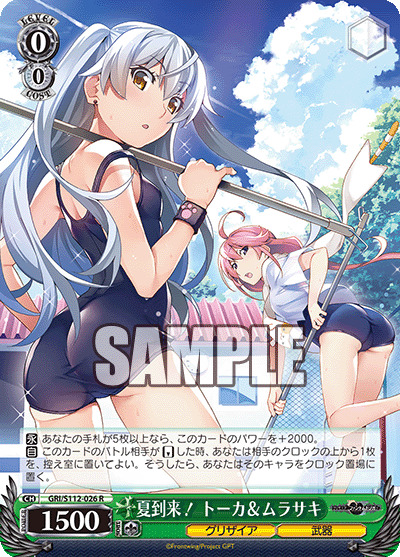 LEVEL
0
0
COST
SAMPLE
永 あなたの手札が5枚以上なら、このカードのパワーを+2000。
自 このカードのバトル相手が した時、あなたは相手のクロックの上から1枚
を、控え室に置いてよい。そうしたら、あなたはそのキャラをクロック置場に
置く。
CH GRI/S112-026 R
夏到来! トーカ&ムラサキ
POWER 1500 SOUL
グリザイア 武器
©Frontwing/Project GPT